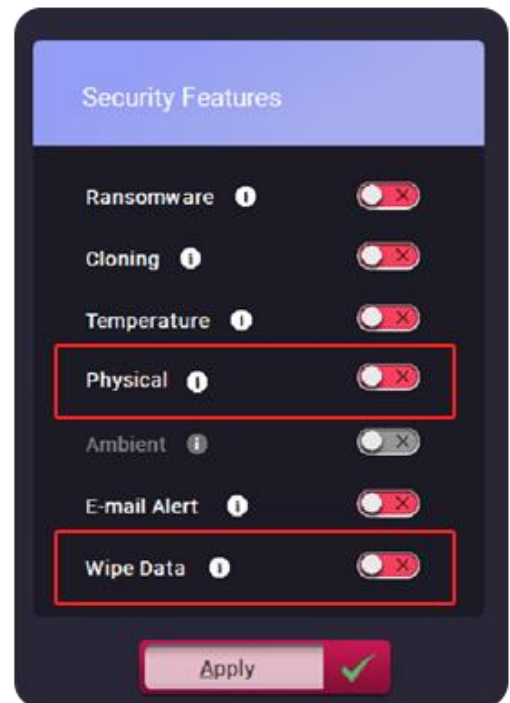 Security Features
Ransomware
Cloning
Temperature
Physical
Ambient
E-mail Alert
Wipe Data
Apply